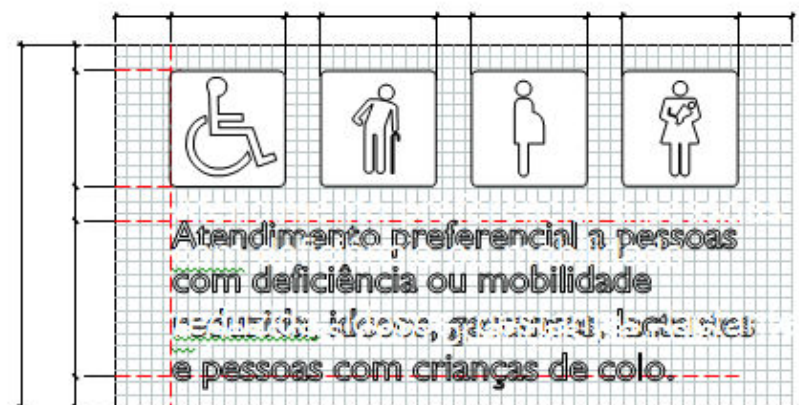 Atendimento preferencial a pessoas
com deficiência ou mobilidade
reduzida, idosos, gestantes, lactantes
e pessoas com crianças de colo.